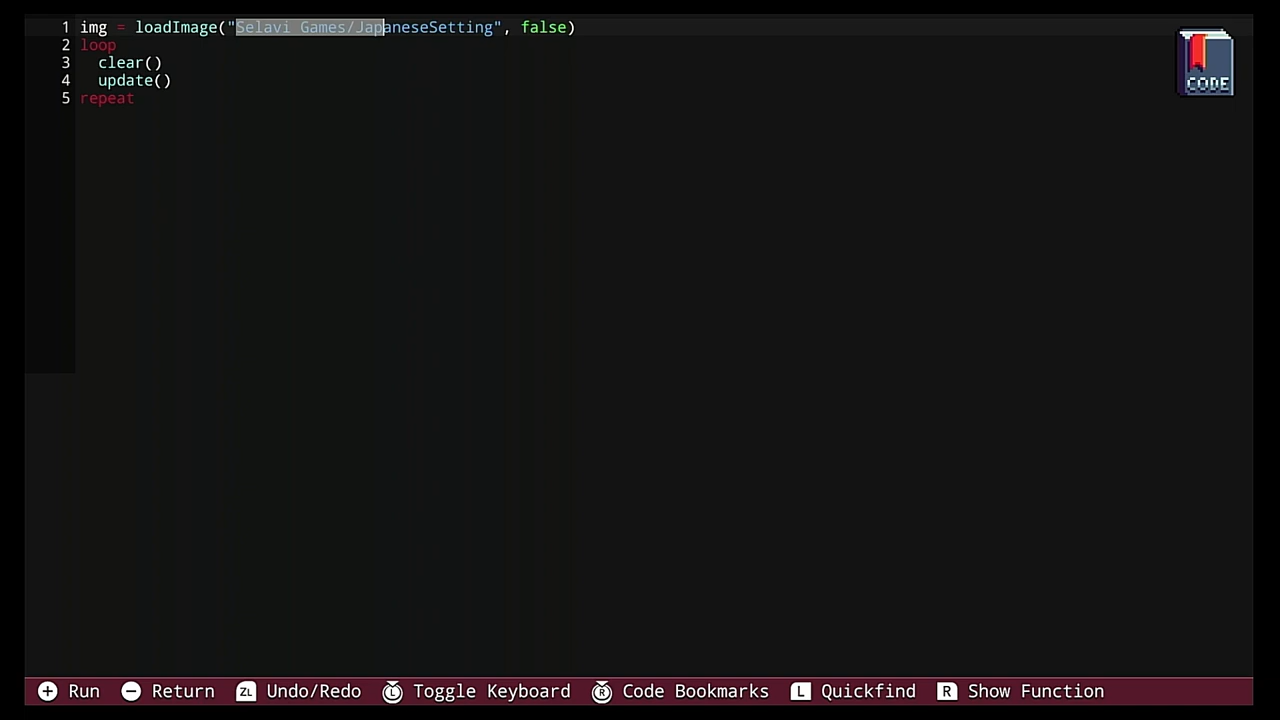 1 img = loadImage("Selavi Games/JapaneseSetting", false)
2 loop
3 clear()
4 update()
5 repeat
CODE
+ Run - Return ZL Undo/Redo L Toggle Keyboard R Code Bookmarks L Quickfind R Show Function